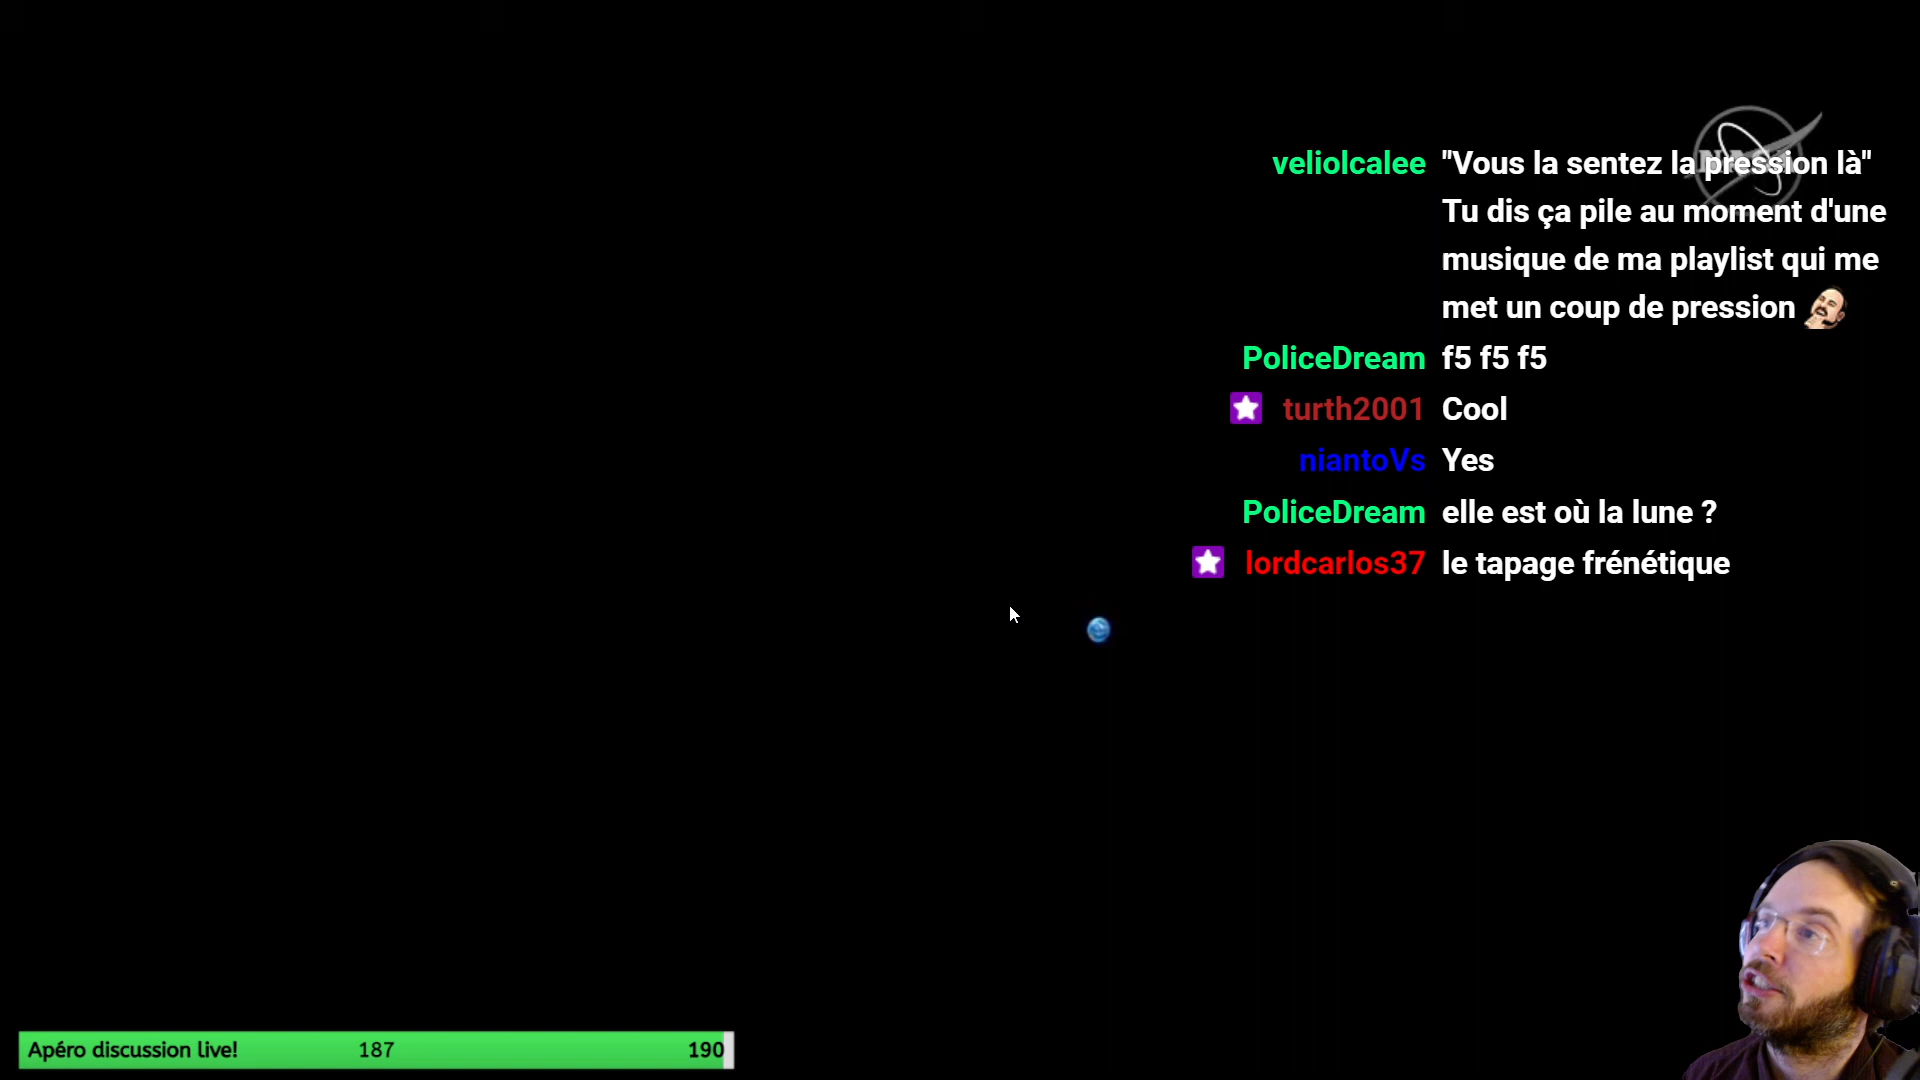 veliolcalee "Vous la sentez la pression là"
Tu dis ça pile au moment d'une
musique de ma playlist qui me
met un coup de pression
PoliceDream f5 f5 f5
turth2001 Cool
niantoVs Yes
PoliceDream elle est où la lune ?
lordcarlos37 le tapage frénétique
Apéro discussion live! 187 190